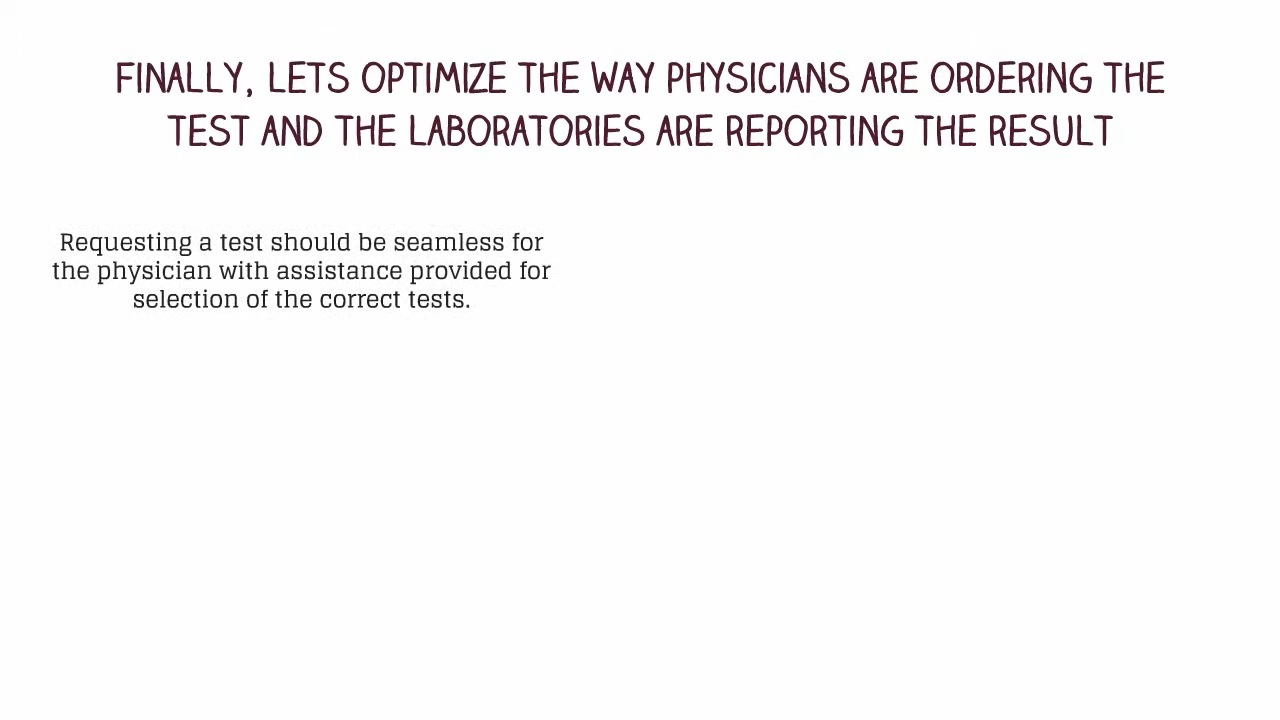 FINALLY, LETS OPTIMIZE THE WAY PHYSICIANS ARE ORDERING THE
TEST AND THE LABORATORIES ARE REPORTING THE RESULT
Requesting a test should be seamless for
the physician with assistance provided for
selection of the correct tests.